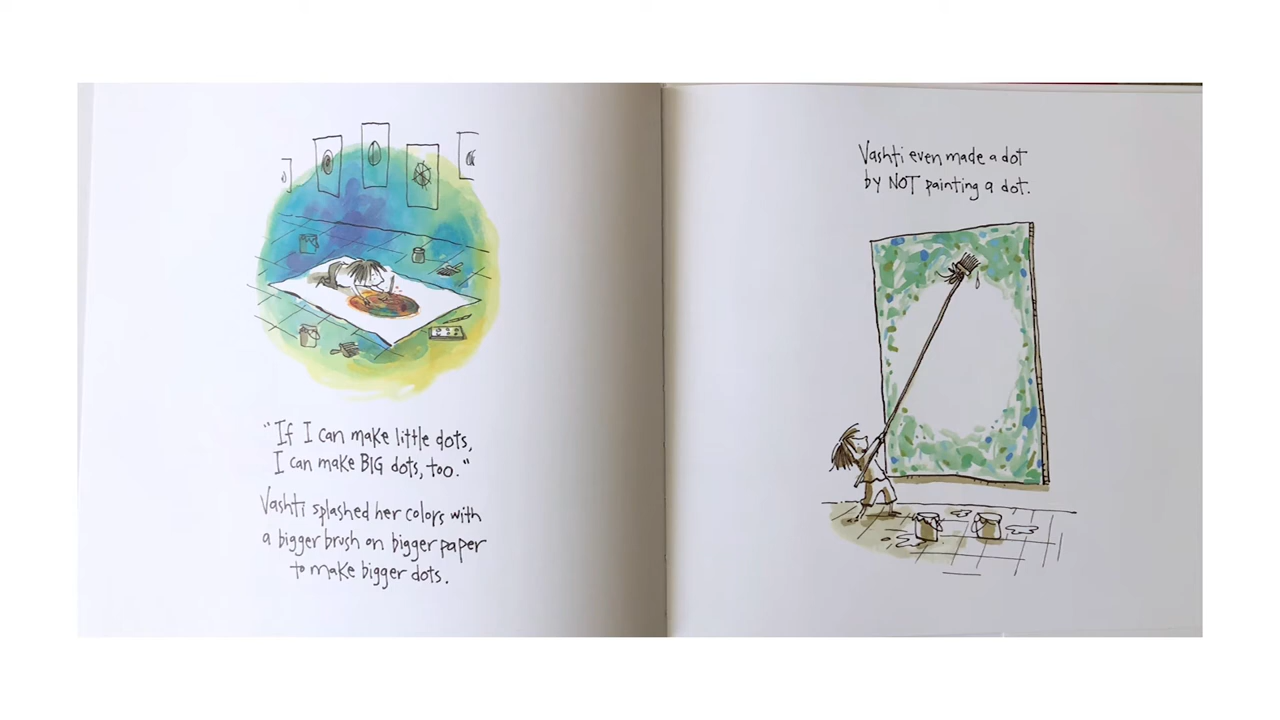 "If I can make little dots,
I can make BIG dots, too."
Vashti splashed her colors with
a bigger brush on bigger paper
to make bigger dots.
Vashti even made a dot
by NOT painting a dot.